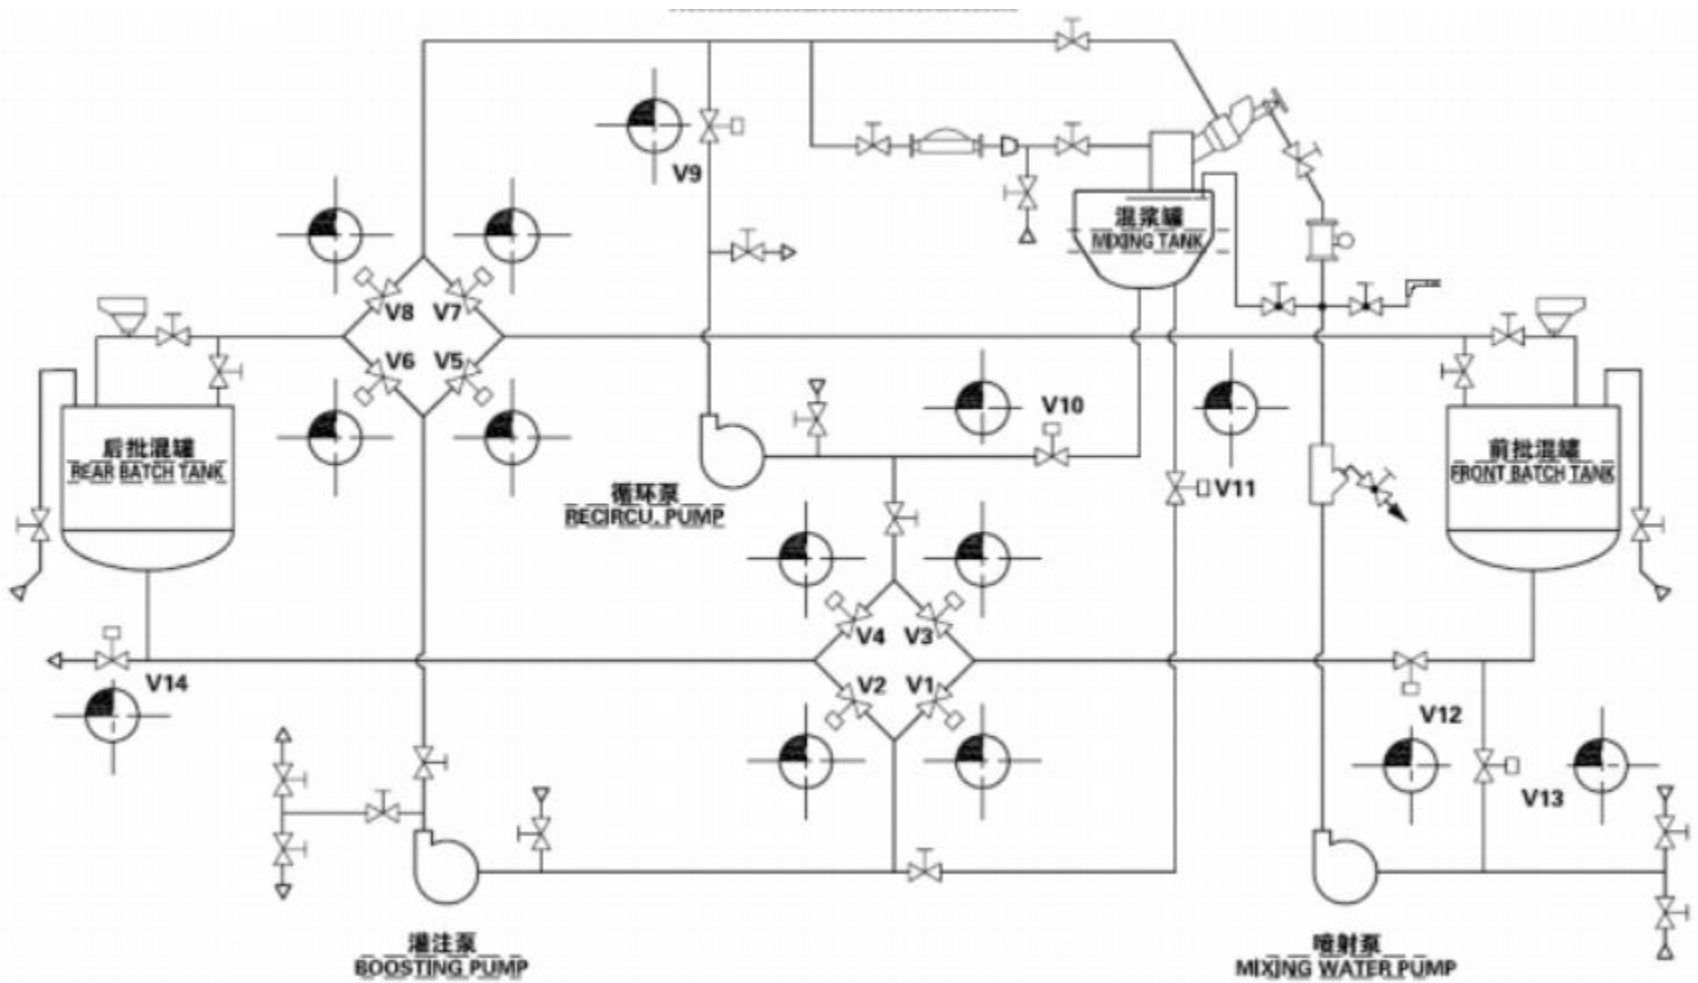 V9
混浆罐
MIXING TANK
V8
V7
V6
V5
V10
后批混罐
REAR BATCH TANK
前批混罐
FRONT BATCH TANK
循环泵
RECIRCU. PUMP
V11
V4
V3
V2
V1
V14
V12
V13
灌注泵
BOOSTING PUMP
喷射泵
MIXING WATER PUMP